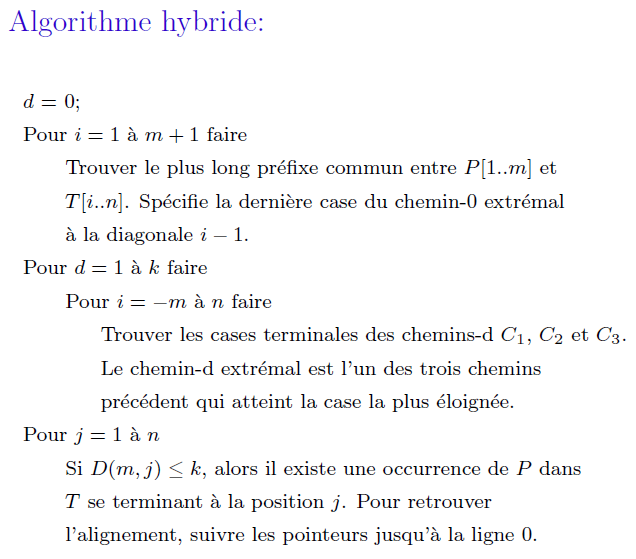 Algorithme hybride:
d = 0;
Pour i = 1 à m + 1 faire
Trouver le plus long préfixe commun entre P[1..m] et
T[i..n]. Spécifie la dernière case du chemin-0 extrémal
à la diagonale i − 1.
Pour d = 1 à k faire
Pour i = −m à n faire
Trouver les cases terminales des chemins-d C₁, C₂ et C₃.
Le chemin-d extrémal est l'un des trois chemins
précédent qui atteint la case la plus éloignée.
Pour j = 1 à n
Si D(m, j) ≤ k, alors il existe une occurrence de P dans
T se terminant à la position j. Pour retrouver
l'alignement, suivre les pointeurs jusqu'à la ligne 0.